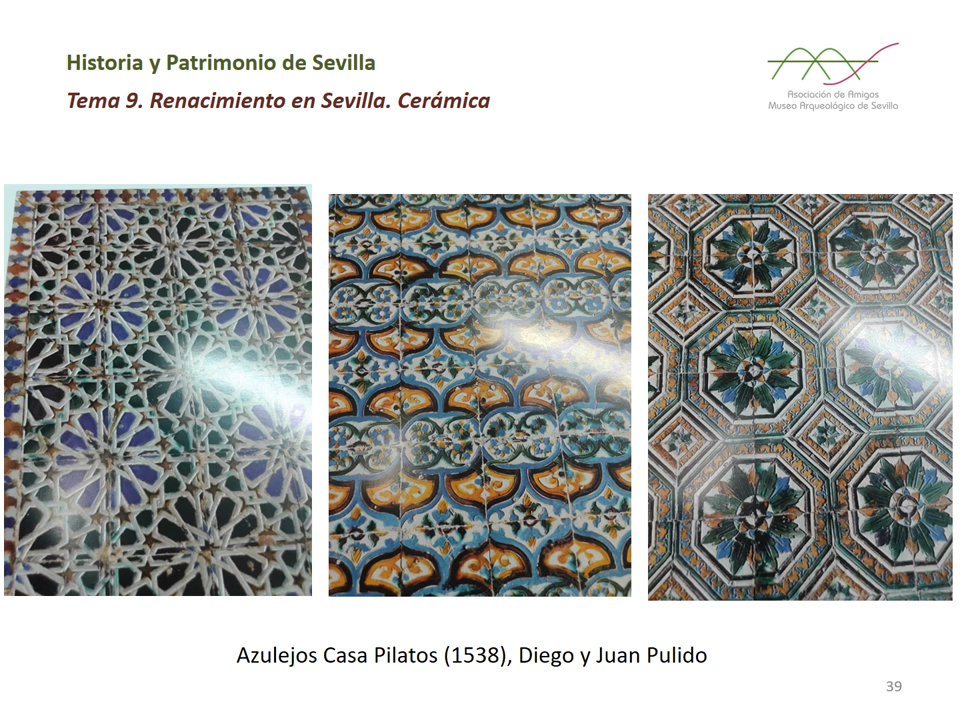 Historia y Patrimonio de Sevilla
Tema 9. Renacimiento en Sevilla. Cerámica
Asociación de Amigos
Museo Arqueológico de Sevilla
Azulejos Casa Pilatos (1538), Diego y Juan Pulido
39